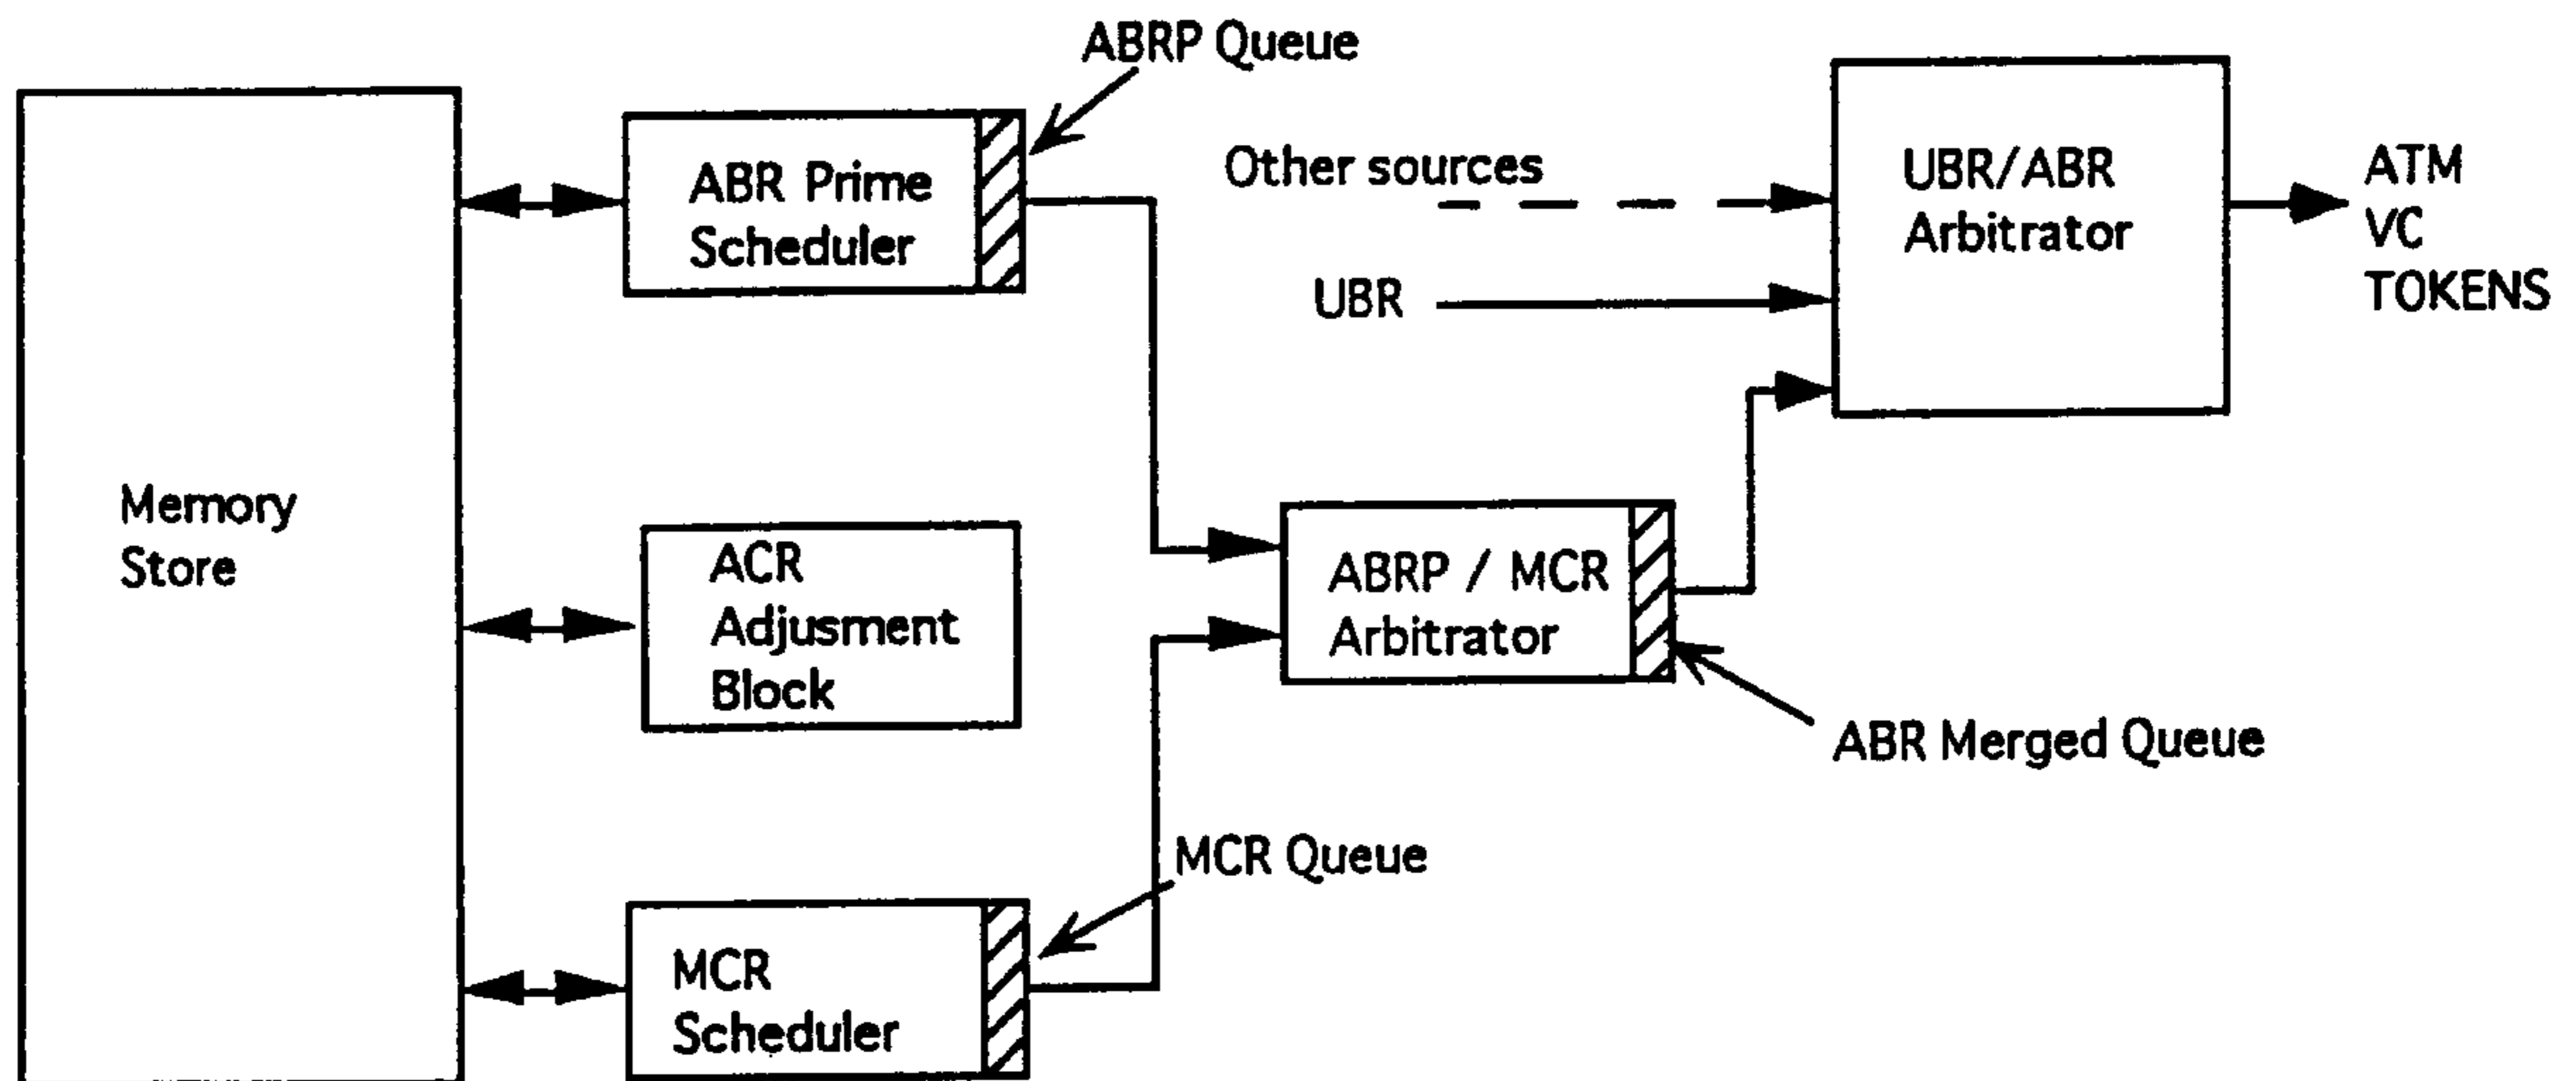 ABRP Queue
ABR Prime
Scheduler
Other sources
UBR
UBR/ABR
Arbitrator
ATM
VC
TOKENS
Memory
Store
ACR
Adjusment
Block
ABRP / MCR
Arbitrator
ABR Merged Queue
MCR Queue
MCR
Scheduler